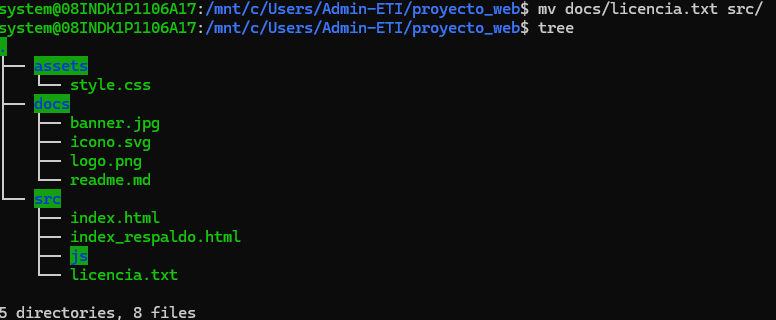 system@08INDK1P1106A17:/mnt/c/Users/Admin-ETI/proyecto_web$ mv docs/licencia.txt src/
system@08INDK1P1106A17:/mnt/c/Users/Admin-ETI/proyecto_web$ tree
.
├── assets
│   └── style.css
├── docs
│   ├── banner.jpg
│   ├── icono.svg
│   ├── logo.png
│   └── readme.md
└── src
    ├── index.html
    ├── index_respaldo.html
    ├── js
    └── licencia.txt

5 directories, 8 files